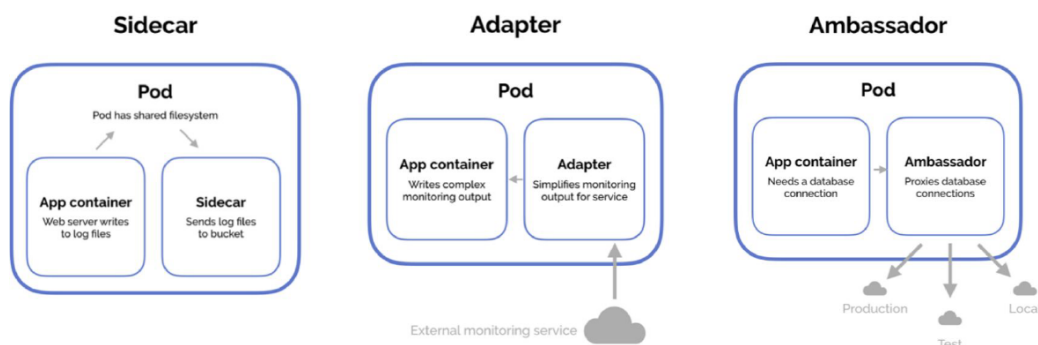 Sidecar
Pod
Pod has shared filesystem
App container
Web server writes
to log files
Sidecar
Sends log files
to bucket
Adapter
Pod
App container
Writes complex
monitoring output
Adapter
Simplifies monitoring
output for service
External monitoring service
Ambassador
Pod
App container
Needs a database
connection
Ambassador
Proxies database
connections
Production
Test
Loca